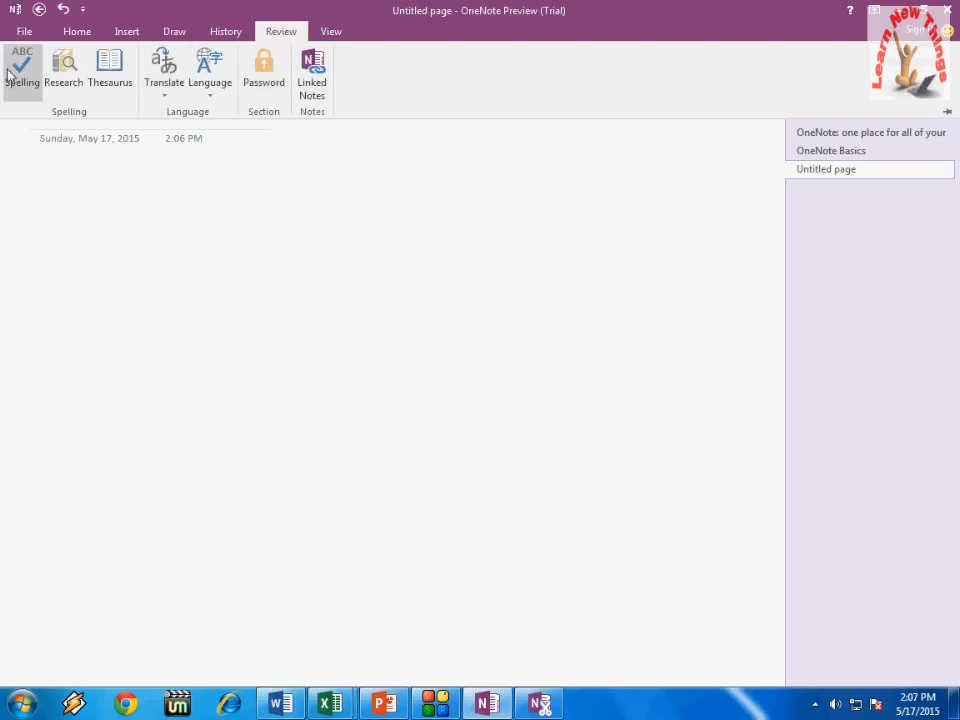 Untitled page - OneNote Preview (Trial)
?
File Home Insert Draw History Review View
Sign
Learn New Things
ABC
Spelling Research Thesaurus Translate Language Password Linked Notes
Spelling Language Section Notes
Sunday, May 17, 2015 2:06 PM
OneNote: one place for all of your
OneNote Basics
Untitled page
2:07 PM
5/17/2015